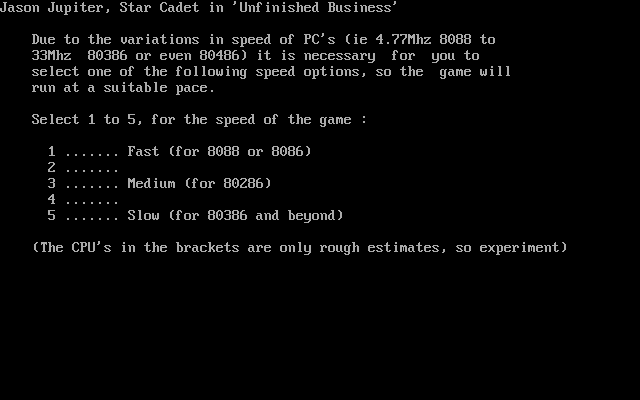 Jason Jupiter, Star Cadet in 'Unfinished Business'
Due to the variations in speed of PC's (ie 4.77Mhz 8088 to
33Mhz  80386 or even 80486) it is necessary  for  you to
select one of the following speed options, so the  game will
run at a suitable pace.
Select 1 to 5, for the speed of the game :
1 ....... Fast (for 8088 or 8086)
2 .......
3 ....... Medium (for 80286)
4 .......
5 ....... Slow (for 80386 and beyond)
(The CPU's in the brackets are only rough estimates, so experiment)